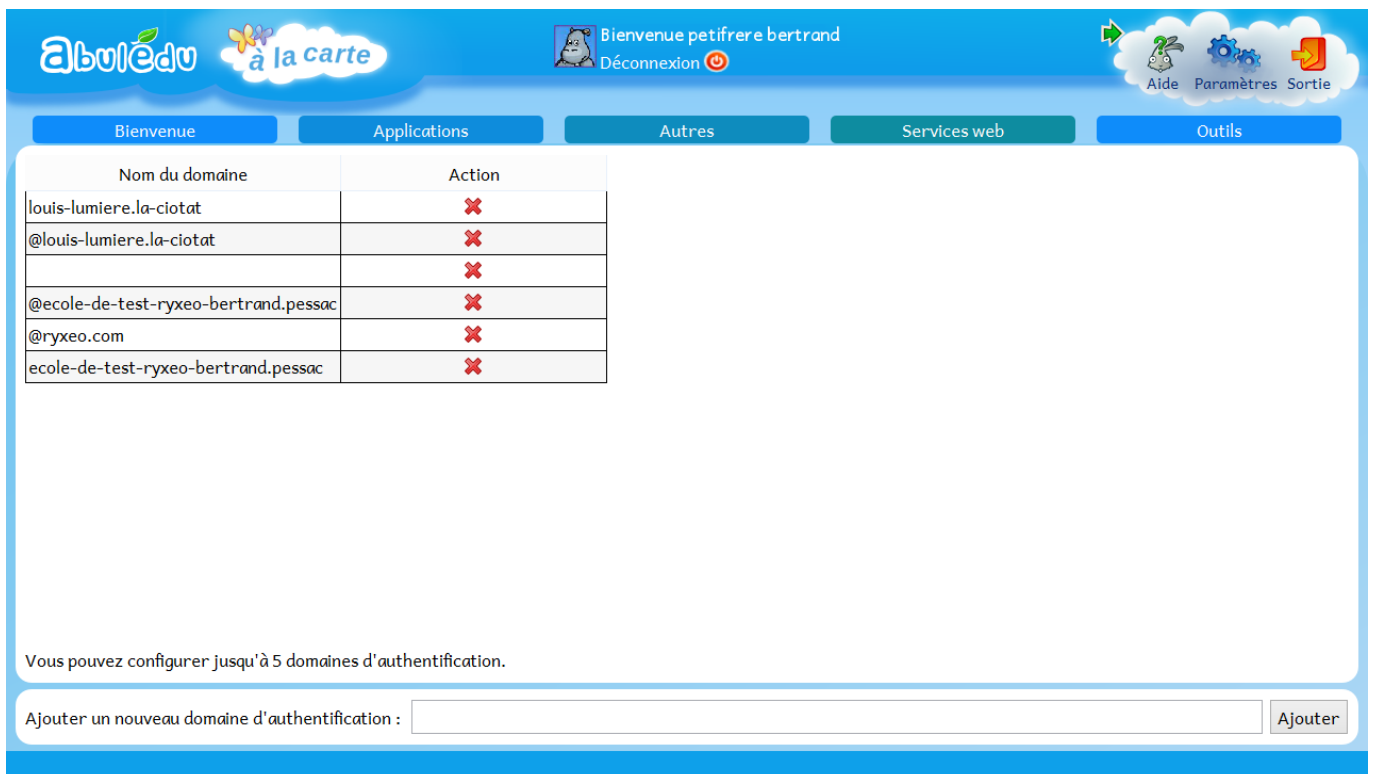 abulédu à la carte
Bienvenue petifrere bertrand
Déconnexion
Aide Paramètres Sortie
Bienvenue Applications Autres Services web Outils
Nom du domaine Action
louis-lumiere.la-ciotat
@louis-lumiere.la-ciotat
@ecole-de-test-ryxeo-bertrand.pessac
@ryxeo.com
ecole-de-test-ryxeo-bertrand.pessac
Vous pouvez configurer jusqu'à 5 domaines d'authentification.
Ajouter un nouveau domaine d'authentification : Ajouter